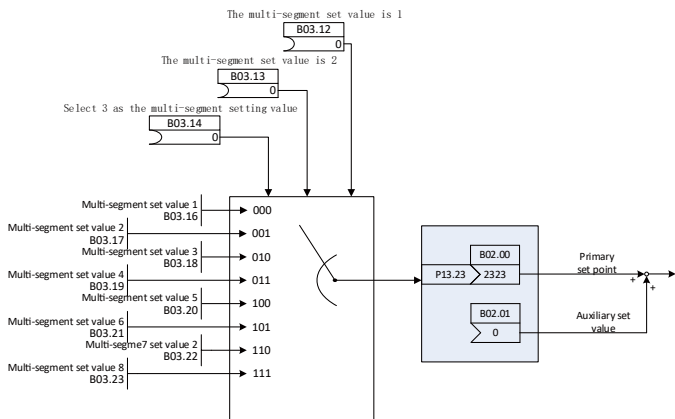 The multi-segment set value is 1
B03.12
0
The multi-segment set value is 2
B03.13
0
Select 3 as the multi-segment setting value
B03.14
0
Multi-segment set value 1
B03.16
000
Multi-segment set value 2
B03.17
001
Multi-segment set value 3
B03.18
010
Multi-segment set value 4
B03.19
011
Multi-segment set value 5
B03.20
100
Multi-segment set value 6
B03.21
101
Multi-segme7 set value 2
B03.22
110
Multi-segment set value 8
B03.23
111
B02.00
P13.23 2323
Primary
set point
+
+
B02.01
0
Auxiliary set
value